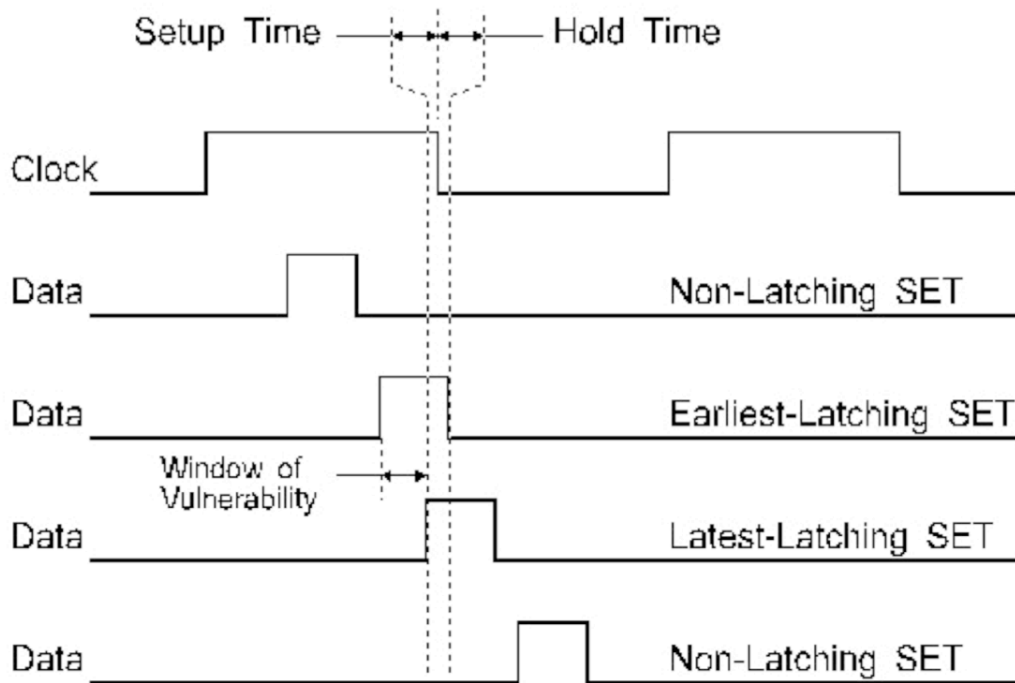 Setup Time
Hold Time
Clock
Data
Non-Latching SET
Data
Earliest-Latching SET
Window of
Vulnerability
Data
Latest-Latching SET
Data
Non-Latching SET